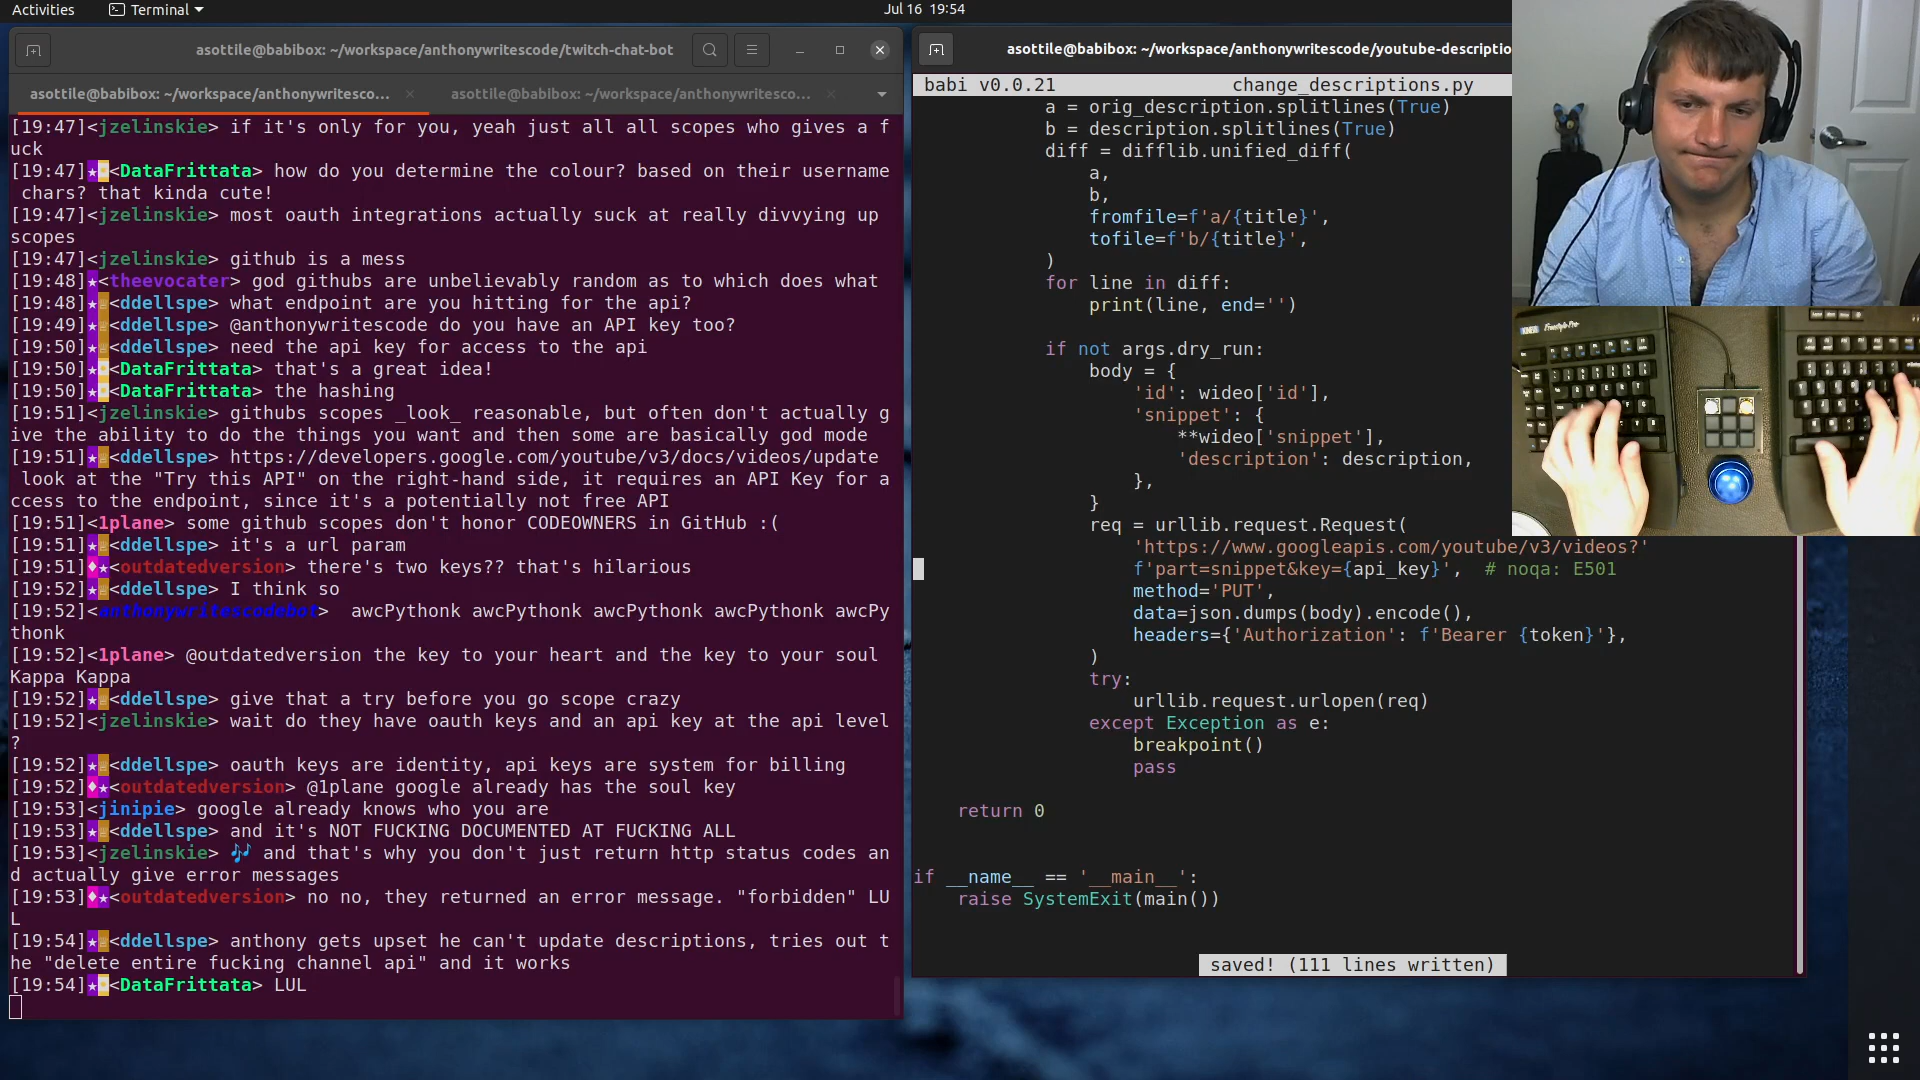 Activities
Terminal
Jul 16 19:54
asottile@babibox: ~/workspace/anthonywritescode/twitch-chat-bot
asottile@babibox: ~/workspace/anthonywritesco...
asottile@babibox: ~/workspace/anthonywritesco...
[19:47]<jzelinskie> if it's only for you, yeah just all all scopes who gives a f
uck
[19:47]<DataFrittata> how do you determine the colour? based on their username
chars? that kinda cute!
[19:47]<jzelinskie> most oauth integrations actually suck at really divvying up
scopes
[19:47]<jzelinskie> github is a mess
[19:48]<theevocater> god githubs are unbelievably random as to which does what
[19:48]<ddellspe> what endpoint are you hitting for the api?
[19:49]<ddellspe> @anthonywritescode do you have an API key too?
[19:50]<ddellspe> need the api key for access to the api
[19:50]<DataFrittata> that's a great idea!
[19:50]<DataFrittata> the hashing
[19:51]<jzelinskie> githubs scopes _look_ reasonable, but often don't actually g
ive the ability to do the things you want and then some are basically god mode
[19:51]<ddellspe> https://developers.google.com/youtube/v3/docs/videos/update
look at the "Try this API" on the right-hand side, it requires an API Key for a
ccess to the endpoint, since it's a potentially not free API
[19:51]<1plane> some github scopes don't honor CODEOWNERS in GitHub :(
[19:51]<ddellspe> it's a url param
[19:51]<outdatedversion> there's two keys?? that's hilarious
[19:52]<ddellspe> I think so
[19:52]<anthonywritescodebot> awcPythonk awcPythonk awcPythonk awcPythonk awcPy
thonk
[19:52]<1plane> @outdatedversion the key to your heart and the key to your soul
Kappa Kappa
[19:52]<ddellspe> give that a try before you go scope crazy
[19:52]<jzelinskie> wait do they have oauth keys and an api key at the api level
?
[19:52]<ddellspe> oauth keys are identity, api keys are system for billing
[19:52]<outdatedversion> @1plane google already has the soul key
[19:53]<jinipie> google already knows who you are
[19:53]<ddellspe> and it's NOT FUCKING DOCUMENTED AT FUCKING ALL
[19:53]<jzelinskie> 🎶 and that's why you don't just return http status codes an
d actually give error messages
[19:53]<outdatedversion> no no, they returned an error message. "forbidden" LU
L
[19:54]<ddellspe> anthony gets upset he can't update descriptions, tries out t
he "delete entire fucking channel api" and it works
[19:54]<DataFrittata> LUL
asottile@babibox: ~/workspace/anthonywritescode/youtube-descriptio
babi v0.0.21 change_descriptions.py
a = orig_description.splitlines(True)
b = description.splitlines(True)
diff = difflib.unified_diff(
a,
b,
fromfile=f'a/{title}',
tofile=f'b/{title}',
)
for line in diff:
print(line, end='')
if not args.dry_run:
body = {
'id': wideo['id'],
'snippet': {
**wideo['snippet'],
'description': description,
},
}
req = urllib.request.Request(
'https://www.googleapis.com/youtube/v3/videos?'
f'part=snippet&key={api_key}',  # noqa: E501
method='PUT',
data=json.dumps(body).encode(),
headers={'Authorization': f'Bearer {token}'},
)
try:
urllib.request.urlopen(req)
except Exception as e:
breakpoint()
pass
return 0
if __name__ == '__main__':
raise SystemExit(main())
saved! (111 lines written)